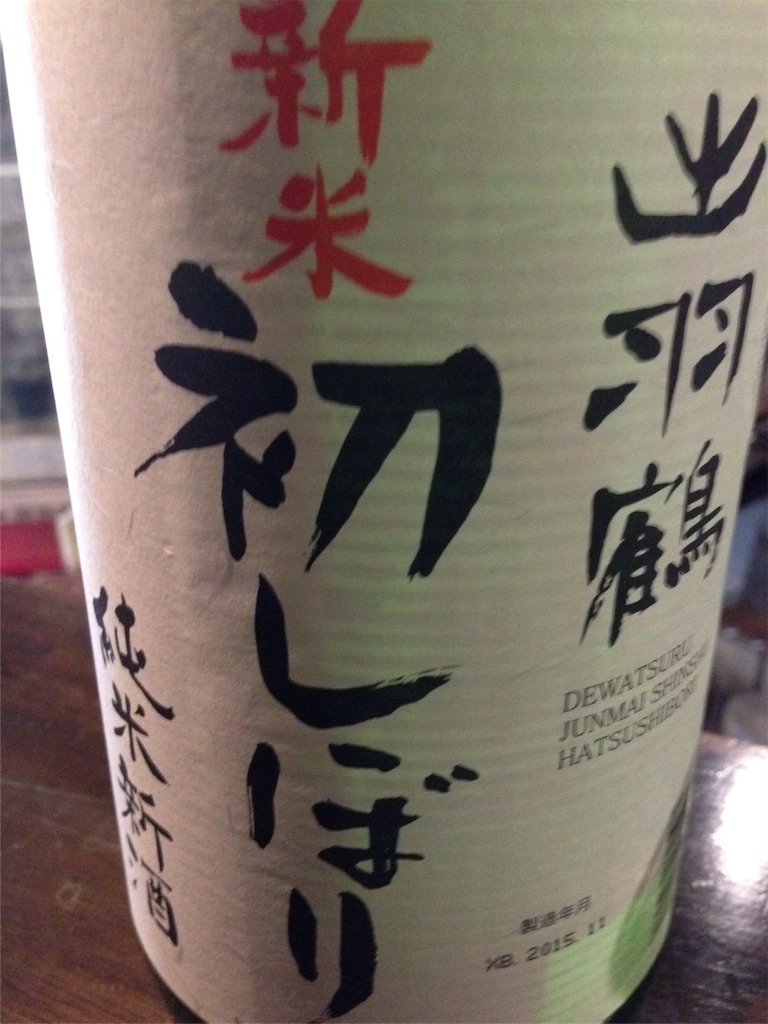 出羽鶴
新米
初しぼり
純米新酒
DEWATSURU
JUNMAI SHINSHU
HATSUSHIBORI
製造年月
XB. 2015. 11